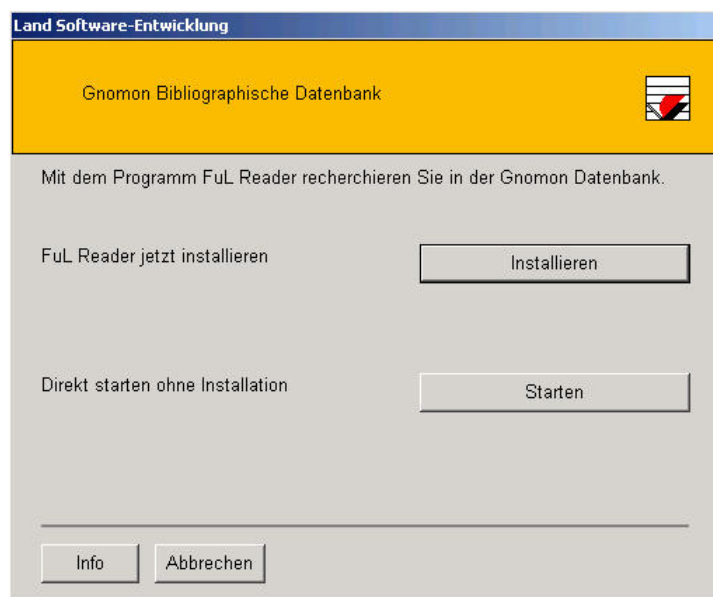 Land Software-Entwicklung
Gnomon Bibliographische Datenbank
Mit dem Programm FuL Reader recherchieren Sie in der Gnomon Datenbank.
FuL Reader jetzt installieren
Installieren
Direkt starten ohne Installation
Starten
Info
Abbrechen